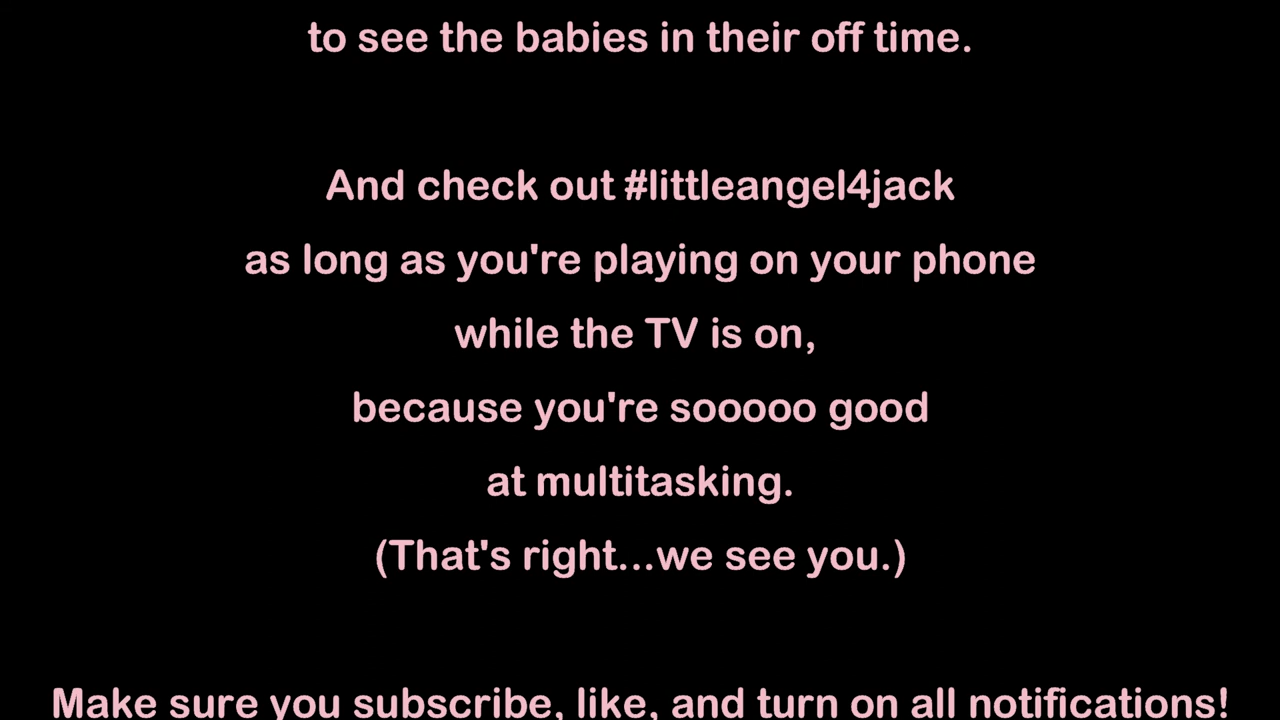 to see the babies in their off time.
And check out #littleangel4jack
as long as you're playing on your phone
while the TV is on,
because you're sooooo good
at multitasking.
(That's right...we see you.)
Make sure you subscribe, like, and turn on all notifications!